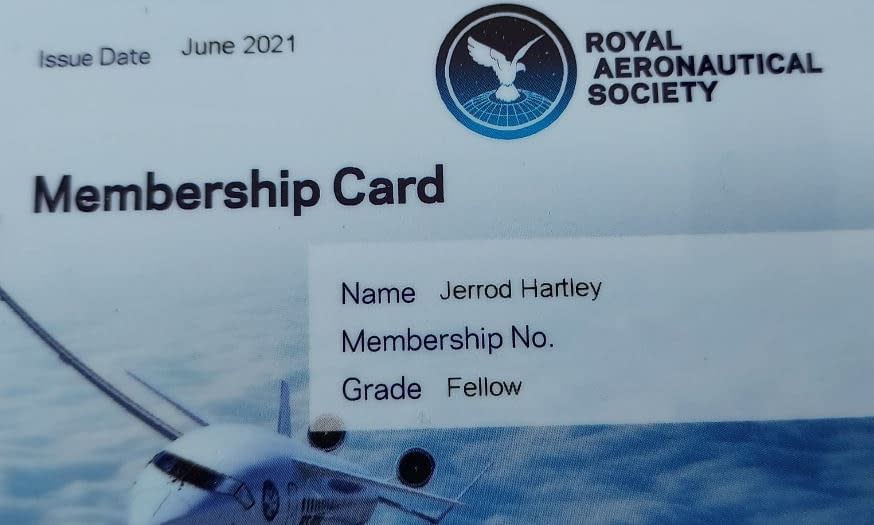 Issue Date June 2021
ROYAL
AERONAUTICAL
SOCIETY
Membership Card
Name Jerrod Hartley
Membership No.
Grade Fellow